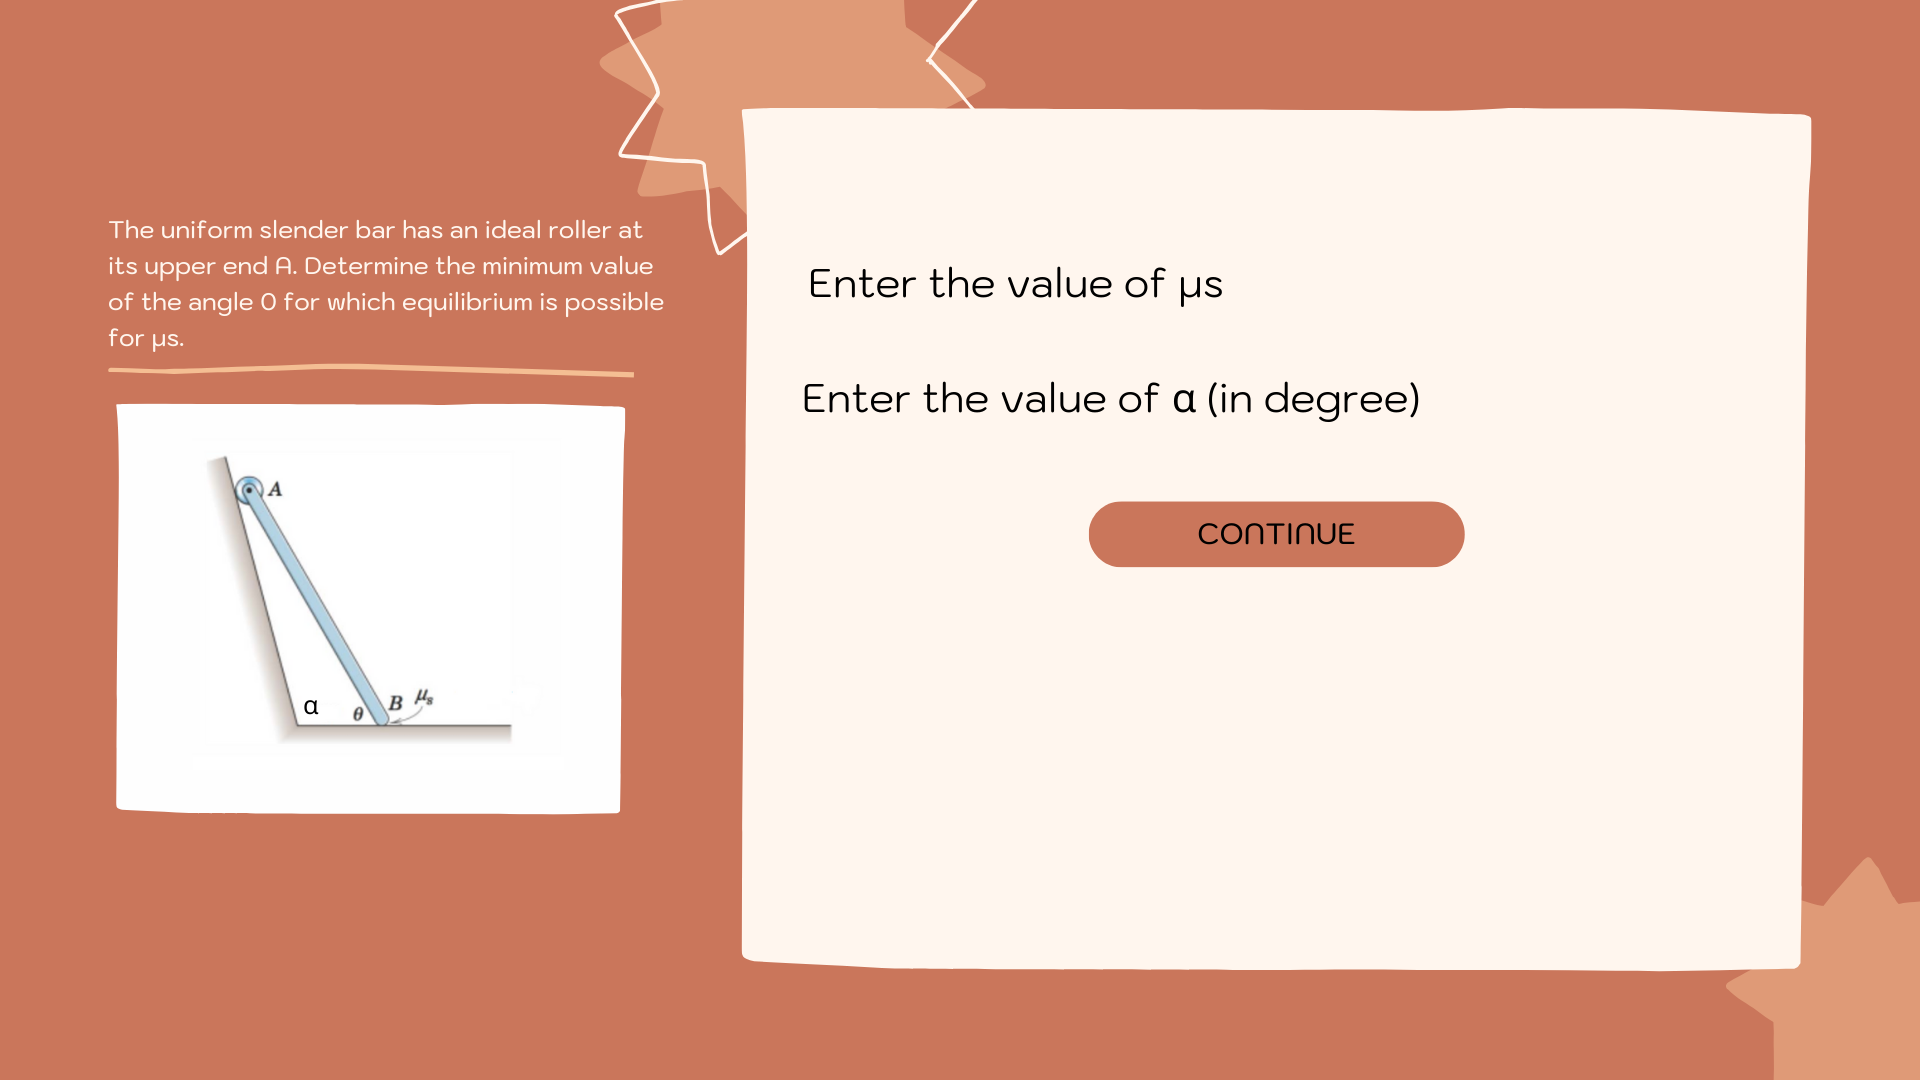 The uniform slender bar has an ideal roller at
its upper end A. Determine the minimum value
of the angle 0 for which equilibrium is possible
for μs.
A
α
θ
B
μs
Enter the value of μs
Enter the value of α (in degree)
CONTINUE